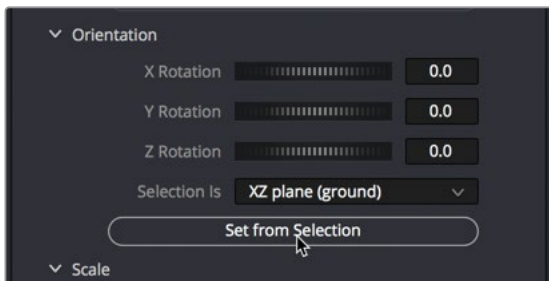 Orientation
X Rotation 0.0
Y Rotation 0.0
Z Rotation 0.0
Selection Is XZ plane (ground)
Set from Selection
Scale